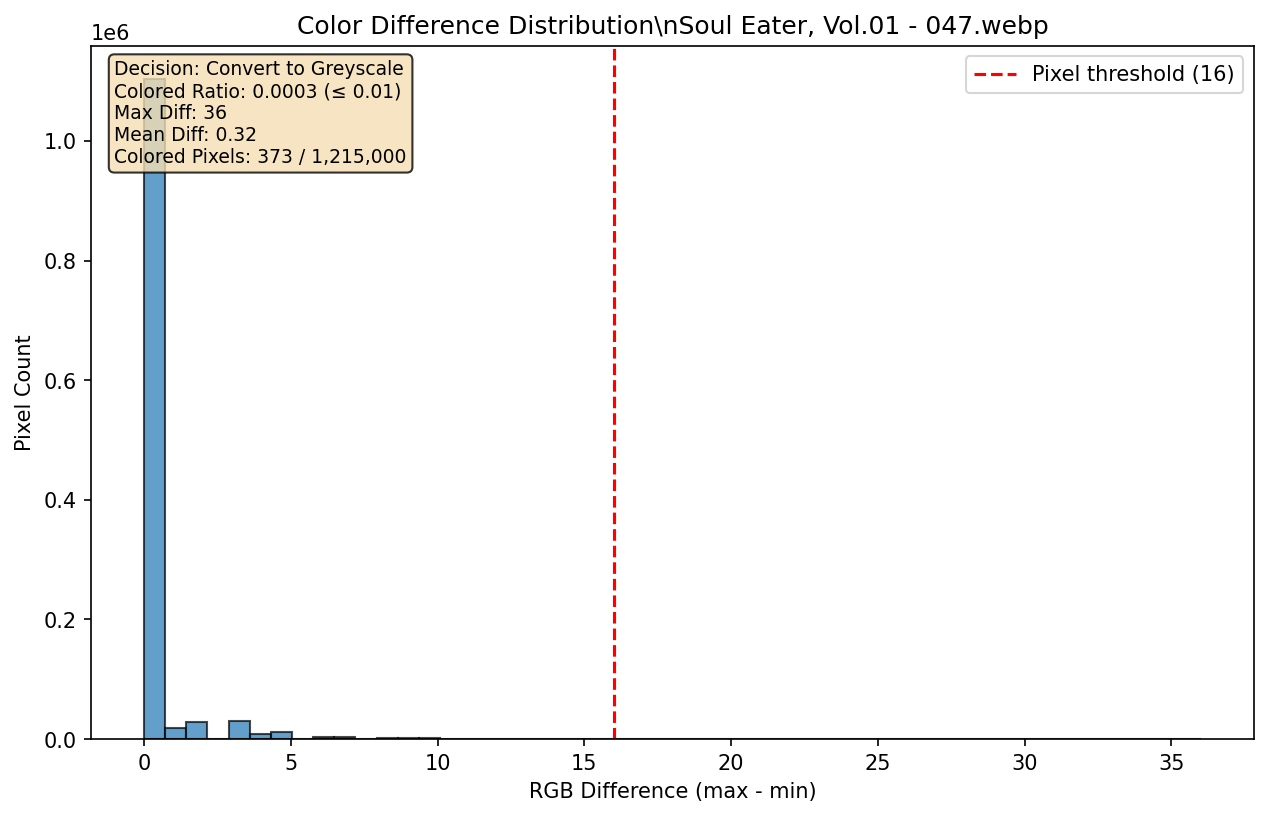 Color Difference Distribution\nSoul Eater, Vol.01 - 047.webp
1e6
Decision: Convert to Greyscale
Colored Ratio: 0.0003 (≤ 0.01)
Max Diff: 36
Mean Diff: 0.32
Colored Pixels: 373 / 1,215,000
Pixel threshold (16)
Pixel Count
1.0
0.8
0.6
0.4
0.2
0.0
0 5 10 15 20 25 30 35
RGB Difference (max - min)